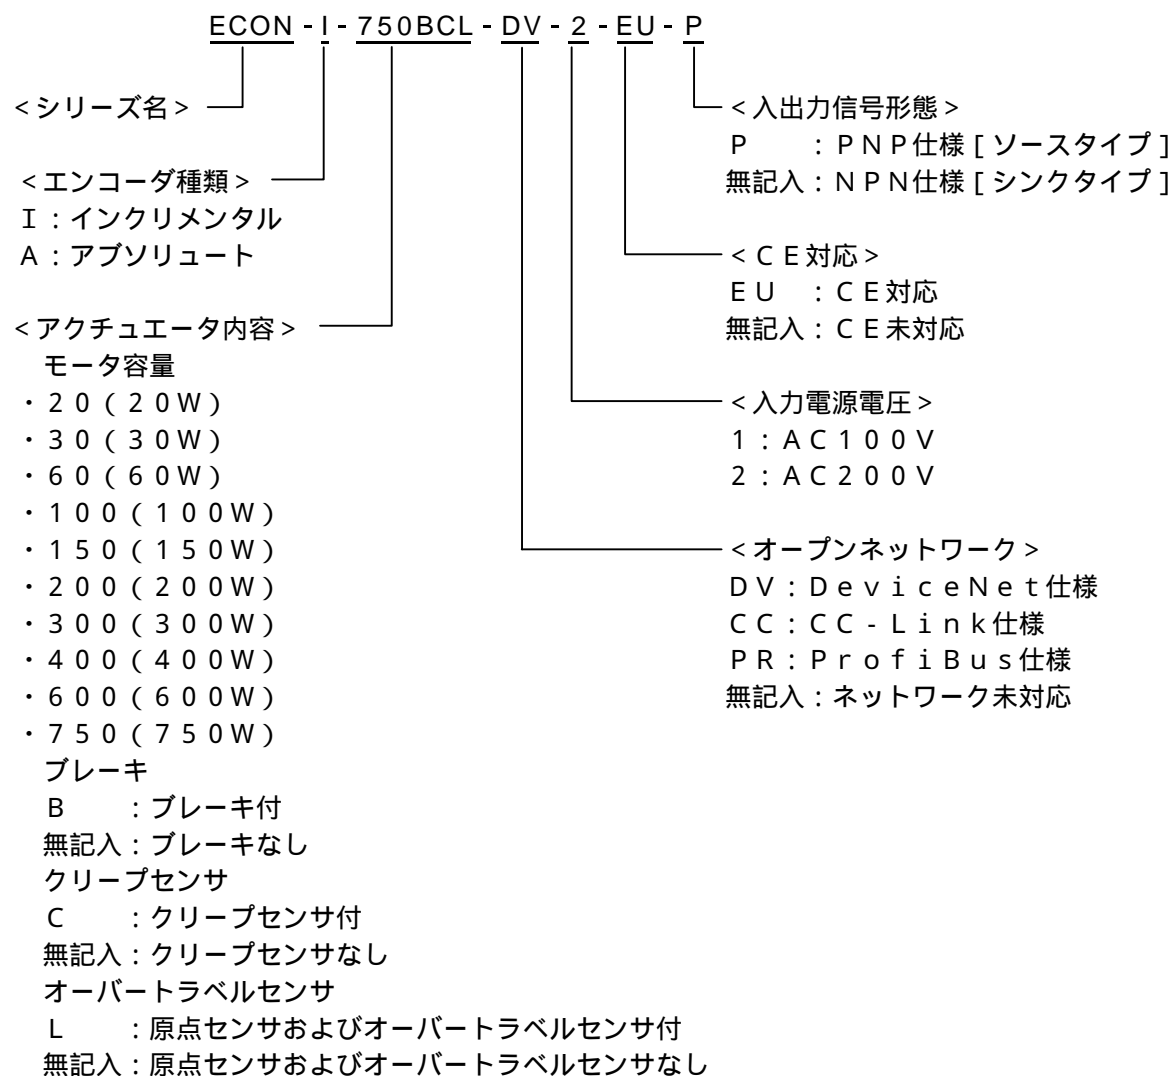 ECON-I-750BCL-DV-2-EU-P
<シリーズ名>
<エンコーダ種類>
I：インクリメンタル
A：アブソリュート
<アクチュエータ内容>
モータ容量
・20(20W)
・30(30W)
・60(60W)
・100(100W)
・150(150W)
・200(200W)
・300(300W)
・400(400W)
・600(600W)
・750(750W)
ブレーキ
B　　：ブレーキ付
無記入：ブレーキなし
クリープセンサ
C　　：クリープセンサ付
無記入：クリープセンサなし
オーバートラベルセンサ
L　　：原点センサおよびオーバートラベルセンサ付
無記入：原点センサおよびオーバートラベルセンサなし
<入出力信号形態>
P　　：PNP仕様[ソースタイプ]
無記入：NPN仕様[シンクタイプ]
<CE対応>
EU　：CE対応
無記入：CE未対応
<入力電源電圧>
1：AC100V
2：AC200V
<オープンネットワーク>
DV：DeviceNet仕様
CC：CC-Link仕様
PR：ProfiBus仕様
無記入：ネットワーク未対応